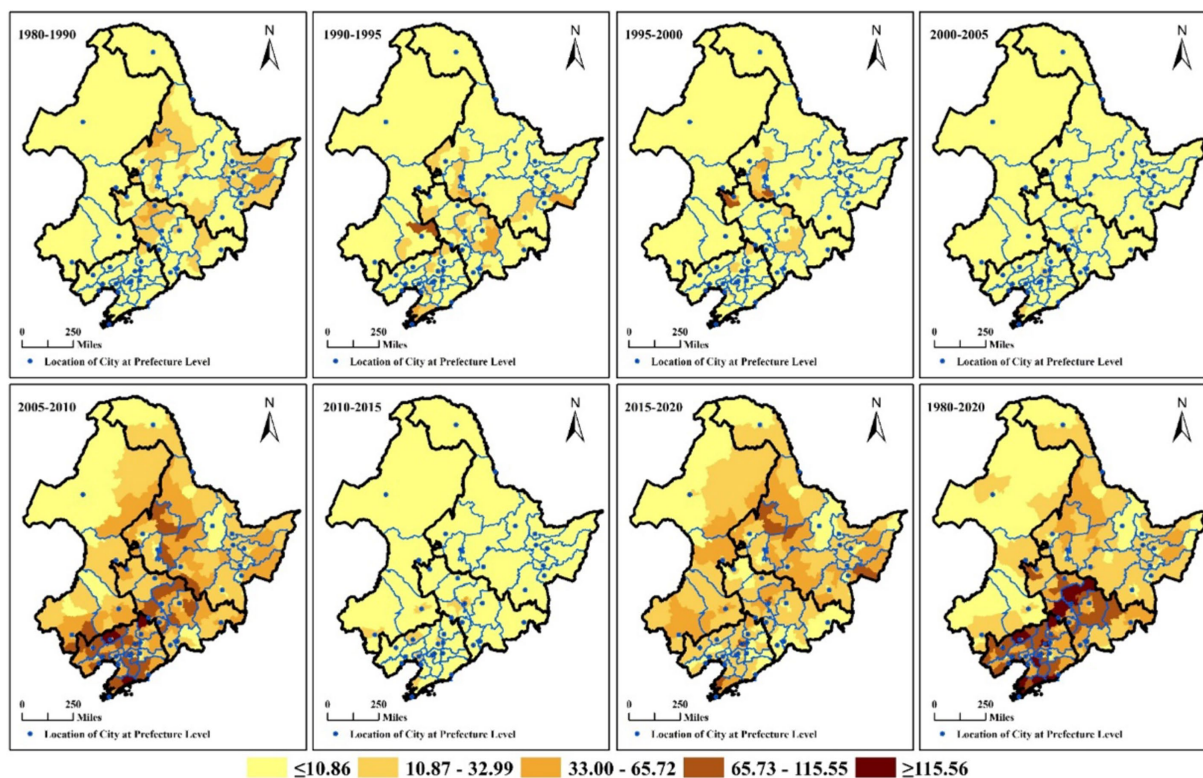 1980-1990
N
0 250
Miles
Location of City at Prefecture Level
1990-1995
N
0 250
Miles
Location of City at Prefecture Level
1995-2000
N
0 250
Miles
Location of City at Prefecture Level
2000-2005
N
0 250
Miles
Location of City at Prefecture Level
2005-2010
N
0 250
Miles
Location of City at Prefecture Level
2010-2015
N
0 250
Miles
Location of City at Prefecture Level
2015-2020
N
0 250
Miles
Location of City at Prefecture Level
1980-2020
N
0 250
Miles
Location of City at Prefecture Level
≤10.86 10.87 - 32.99 33.00 - 65.72 65.73 - 115.55 ≥115.56